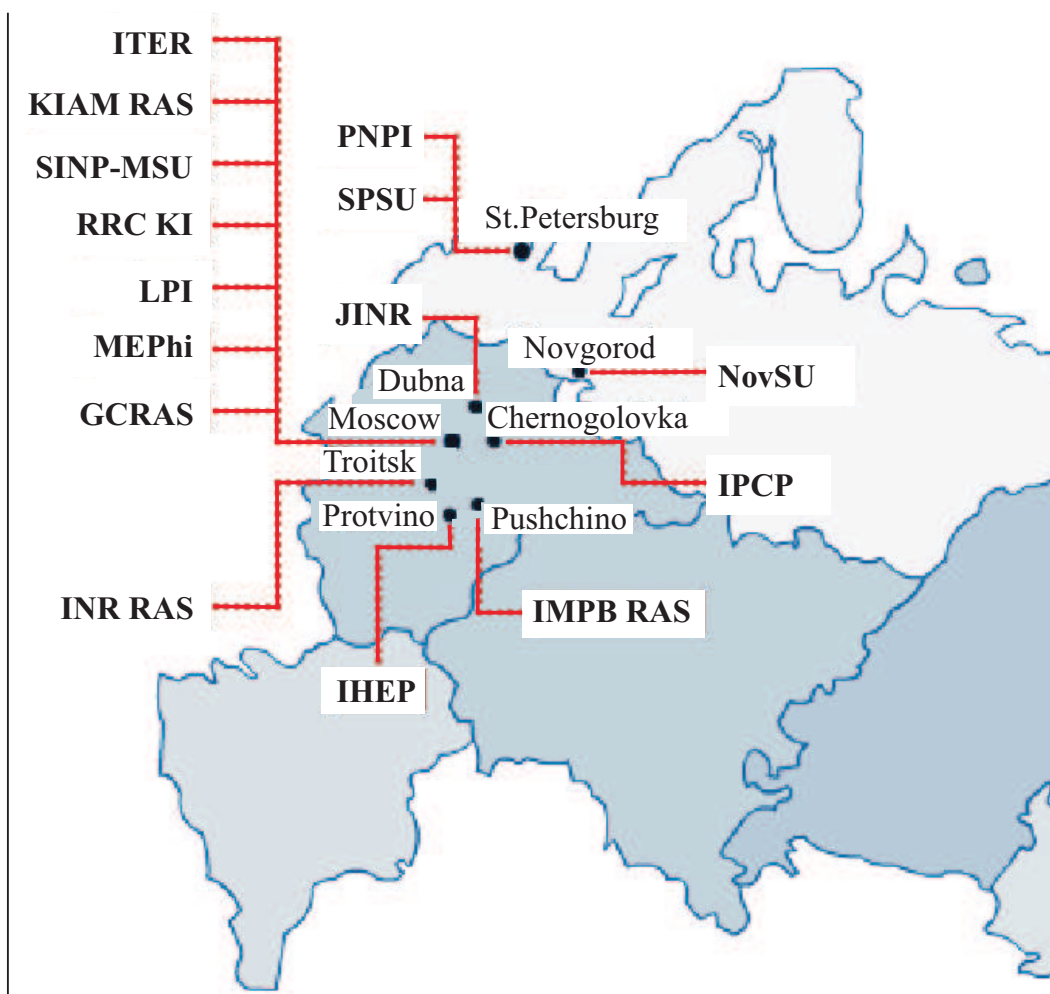 ITER
KIAM RAS
SINP-MSU
RRC KI
LPI
MEPhi
GCRAS
INR RAS
PNPI
SPSU
St.Petersburg
JINR
Novgorod
NovSU
Dubna
Moscow
Chernogolovka
Troitsk
IPCP
Protvino
Pushchino
IMPB RAS
IHEP